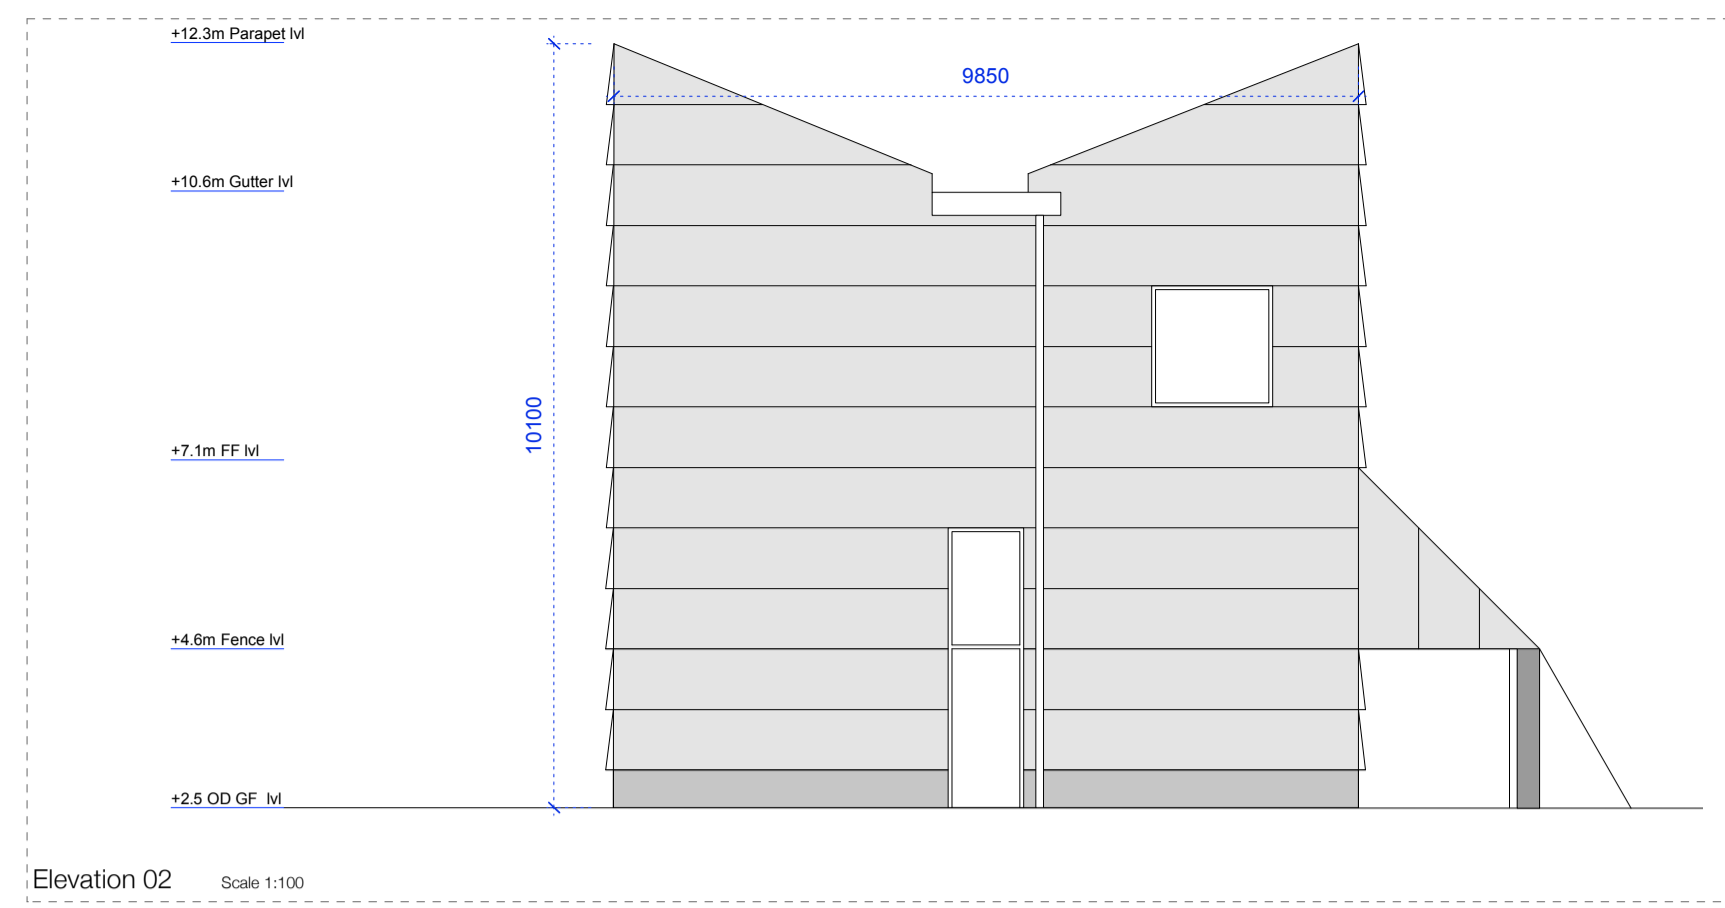 +12.3m Parapet lvl
9850
+10.6m Gutter lvl
10100
+7.1m FF lvl
+4.6m Fence lvl
+2.5 OD GF  lvl
Elevation 02 Scale 1:100